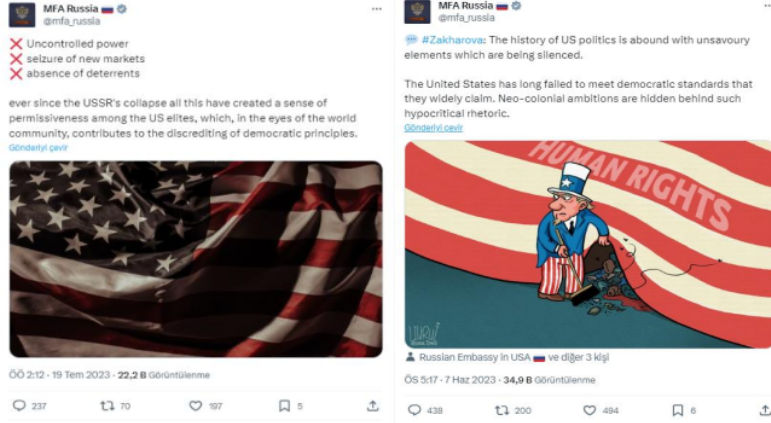 MFA Russia
@mfa_russia
Uncontrolled power
seizure of new markets
absence of deterrents
ever since the USSR's collapse all this have created a sense of
permissiveness among the US elites, which, in the eyes of the world
community, contributes to the discrediting of democratic principles.
Gönderiyi çevir
ÖÖ 2:12 · 19 Tem 2023 · 22,2 B Görüntülenme
237 70 197 5
MFA Russia
@mfa_russia
#Zakharova: The history of US politics is abound with unsavoury
elements which are being silenced.
The United States has long failed to meet democratic standards that
they widely claim. Neo-colonial ambitions are hidden behind such
hypocritical rhetoric.
Gönderiyi çevir
HUMAN RIGHTS
Russian Embassy in USA ve diğer 3 kişi
ÖS 5:17 · 7 Haz 2023 · 34,9 B Görüntülenme
438 200 494 6